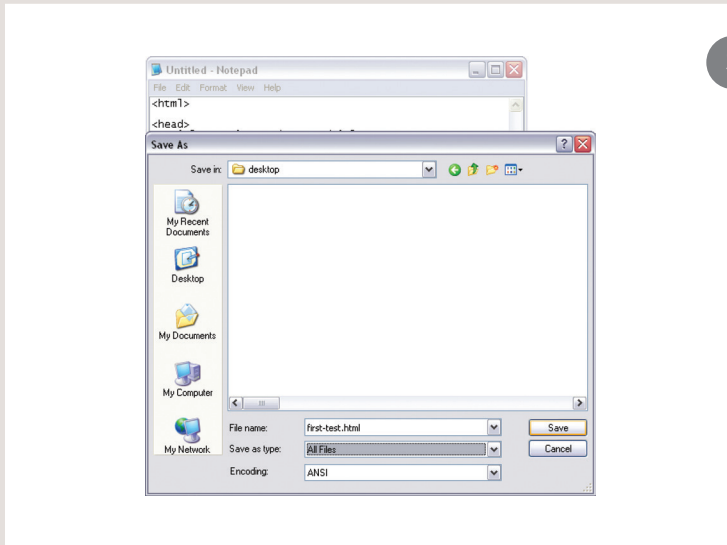 Untitled - Notepad
File Edit Format View Help
<html>
<head>
Save As
Save in: desktop
My Recent
Documents
Desktop
My Documents
My Computer
My Network
File name: first-test.html Save
Save as type: All Files Cancel
Encoding: ANSI